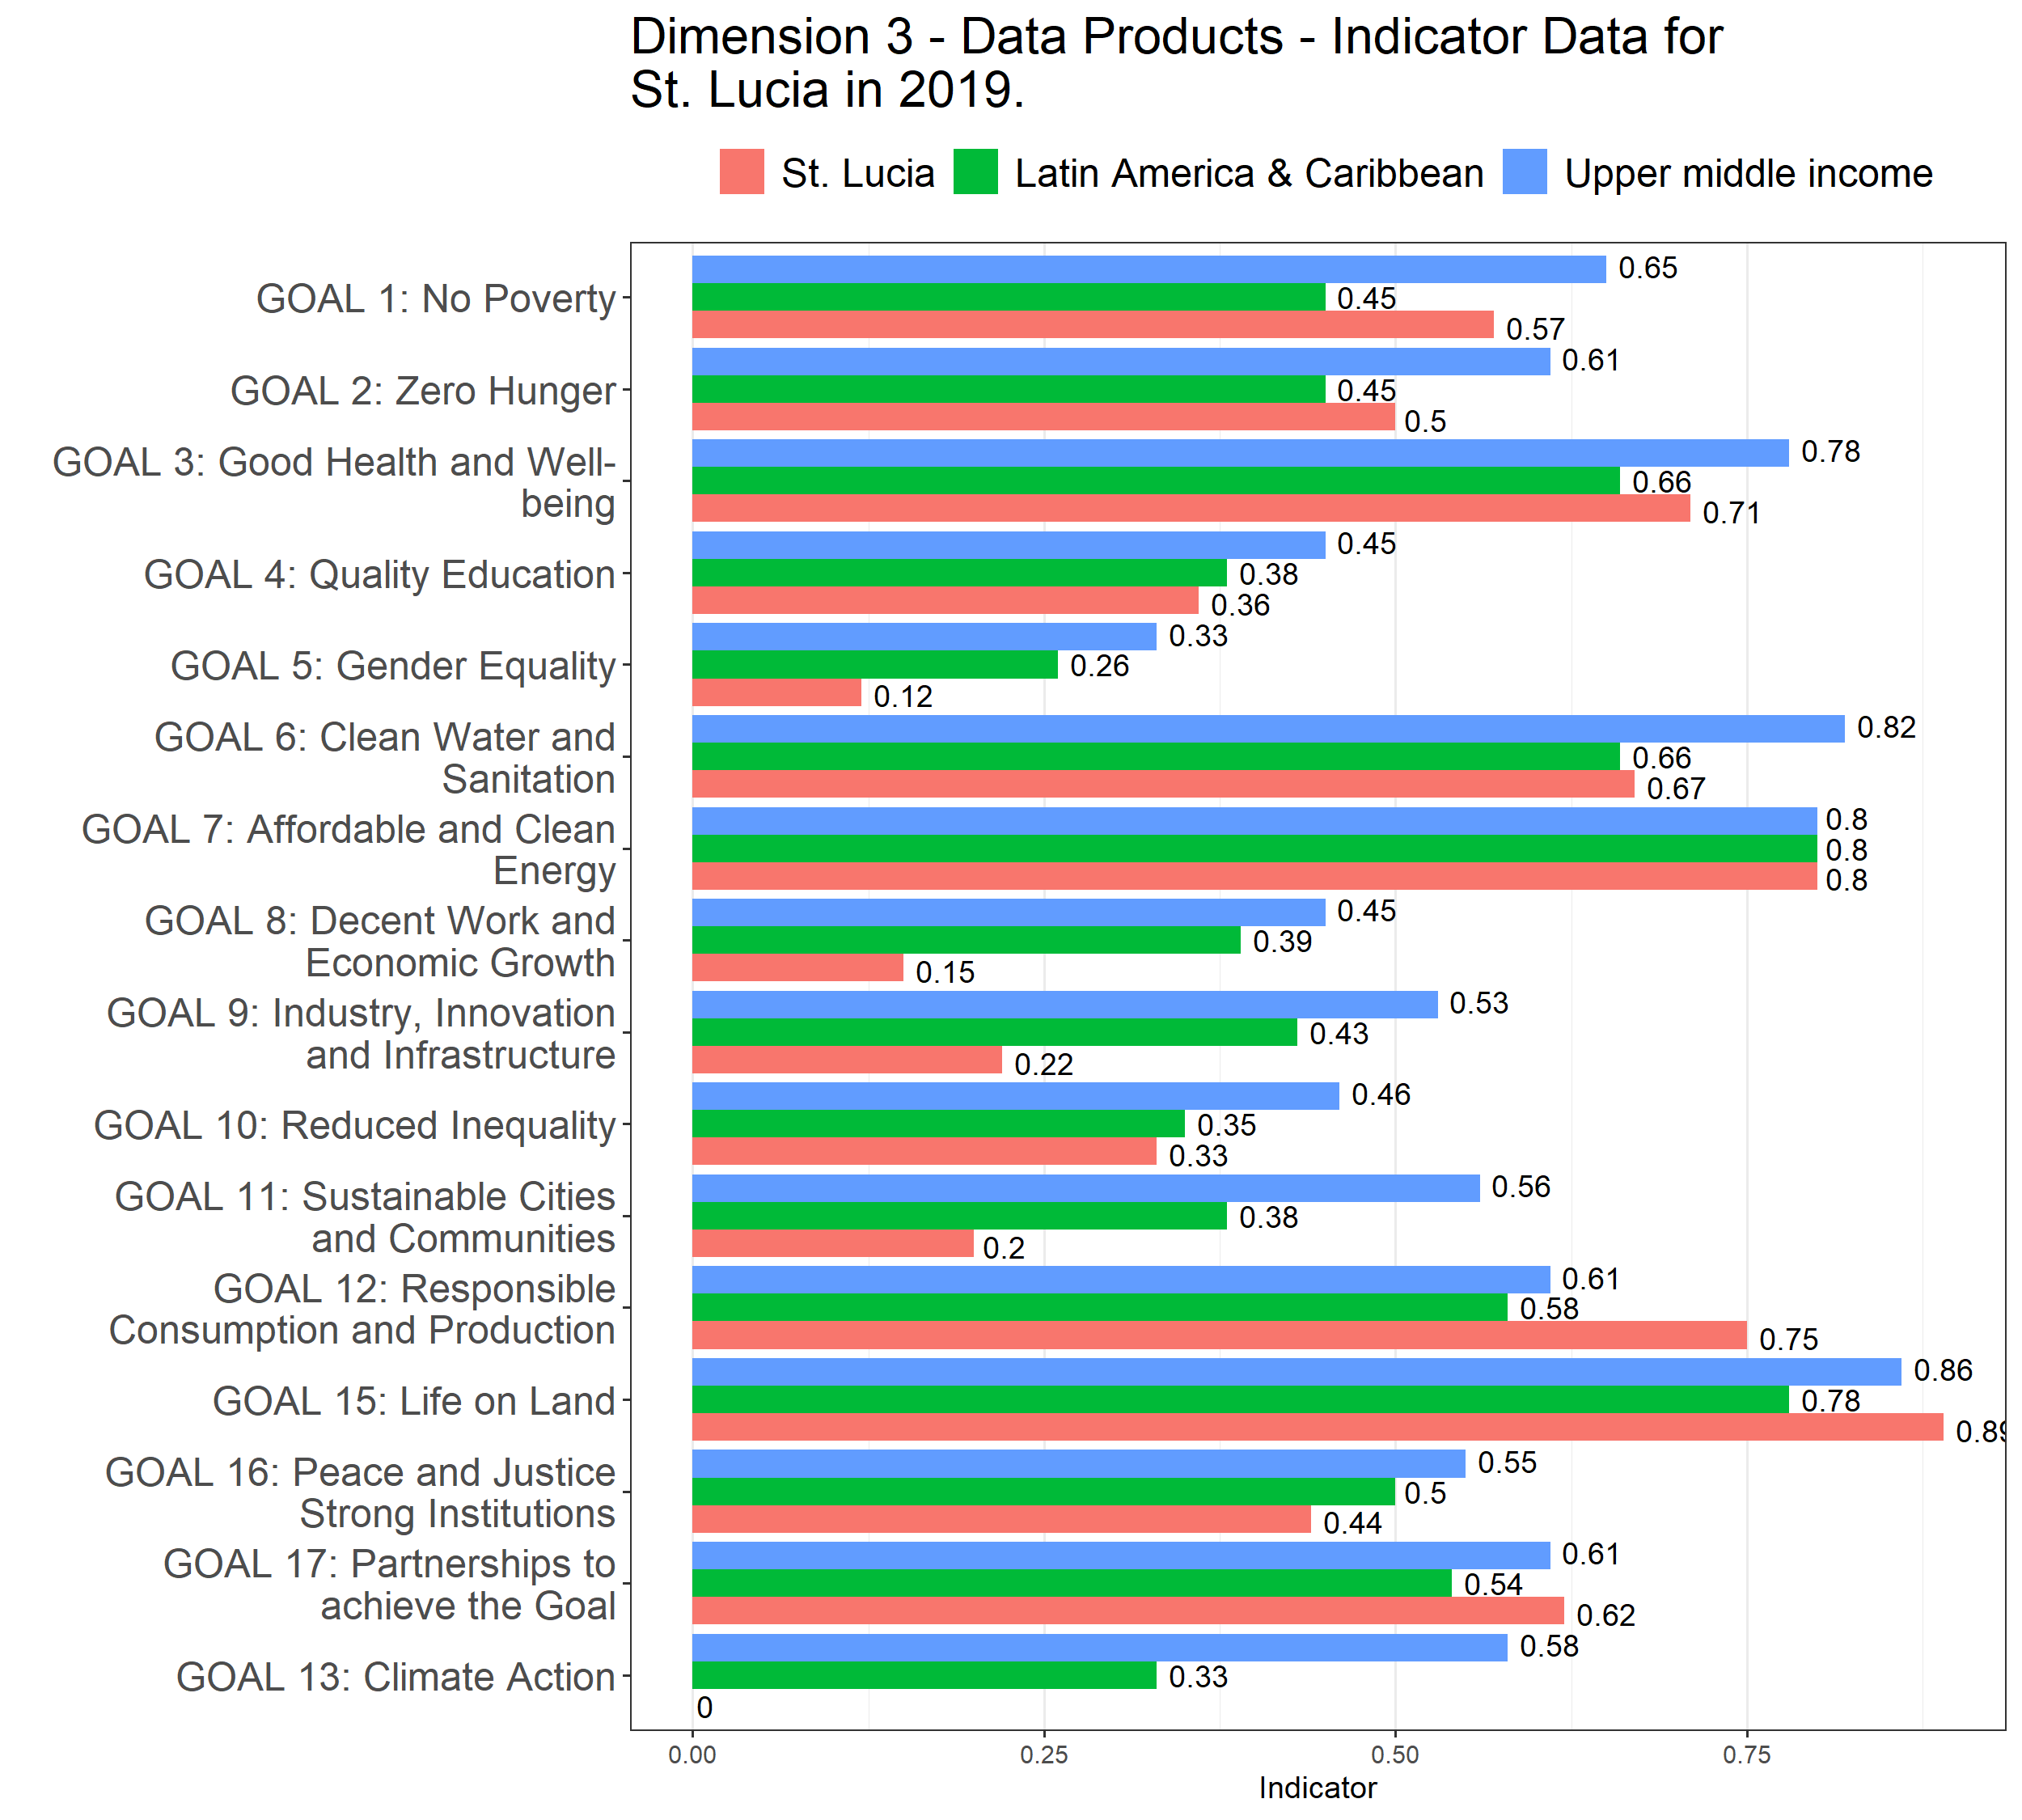 Dimension 3 - Data Products - Indicator Data for
St. Lucia in 2019.
St. Lucia
Latin America & Caribbean
Upper middle income
GOAL 1: No Poverty
0.65
0.45
0.57
GOAL 2: Zero Hunger
0.61
0.45
0.5
GOAL 3: Good Health and Well-
being
0.78
0.66
0.71
GOAL 4: Quality Education
0.45
0.38
0.36
GOAL 5: Gender Equality
0.33
0.26
0.12
GOAL 6: Clean Water and
Sanitation
0.82
0.66
0.67
GOAL 7: Affordable and Clean
Energy
0.8
0.8
0.8
GOAL 8: Decent Work and
Economic Growth
0.45
0.39
0.15
GOAL 9: Industry, Innovation
and Infrastructure
0.53
0.43
0.22
GOAL 10: Reduced Inequality
0.46
0.35
0.33
GOAL 11: Sustainable Cities
and Communities
0.56
0.38
0.2
GOAL 12: Responsible
Consumption and Production
0.61
0.58
0.75
GOAL 15: Life on Land
0.86
0.78
0.89
GOAL 16: Peace and Justice
Strong Institutions
0.55
0.5
0.44
GOAL 17: Partnerships to
achieve the Goal
0.61
0.54
0.62
GOAL 13: Climate Action
0.58
0.33
0
0.00
0.25
0.50
0.75
Indicator